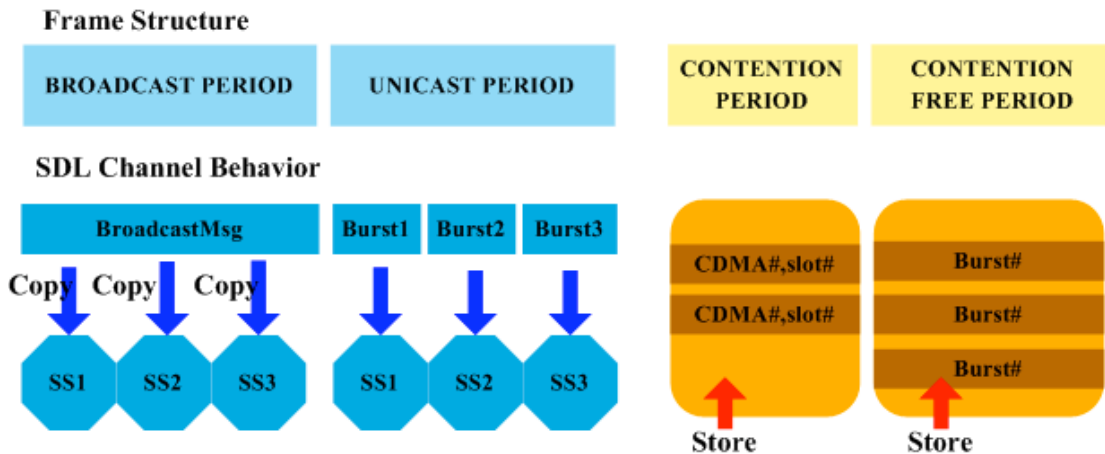 Frame Structure
BROADCAST PERIOD
UNICAST PERIOD
CONTENTION
PERIOD
CONTENTION
FREE PERIOD
SDL Channel Behavior
BroadcastMsg
Burst1
Burst2
Burst3
Copy
Copy
Copy
SS1
SS2
SS3
SS1
SS2
SS3
CDMA#,slot#
CDMA#,slot#
Store
Burst#
Burst#
Burst#
Store